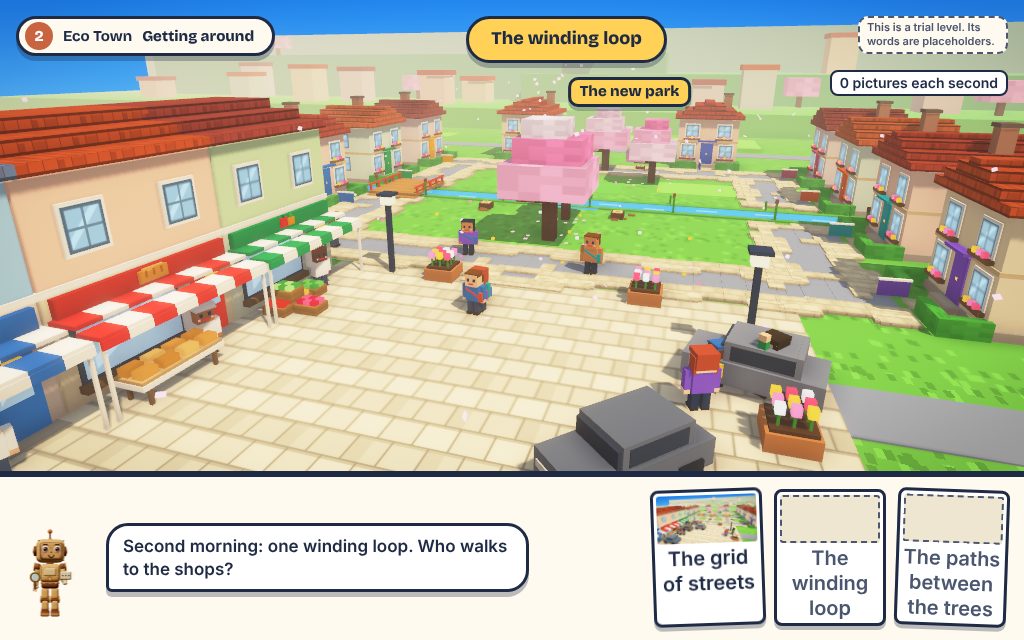 2 Eco Town Getting around
The winding loop
This is a trial level. Its
words are placeholders.
0 pictures each second
The new park
Second morning: one winding loop. Who walks
to the shops?
The grid
of streets
The
winding
loop
The paths
between
the trees